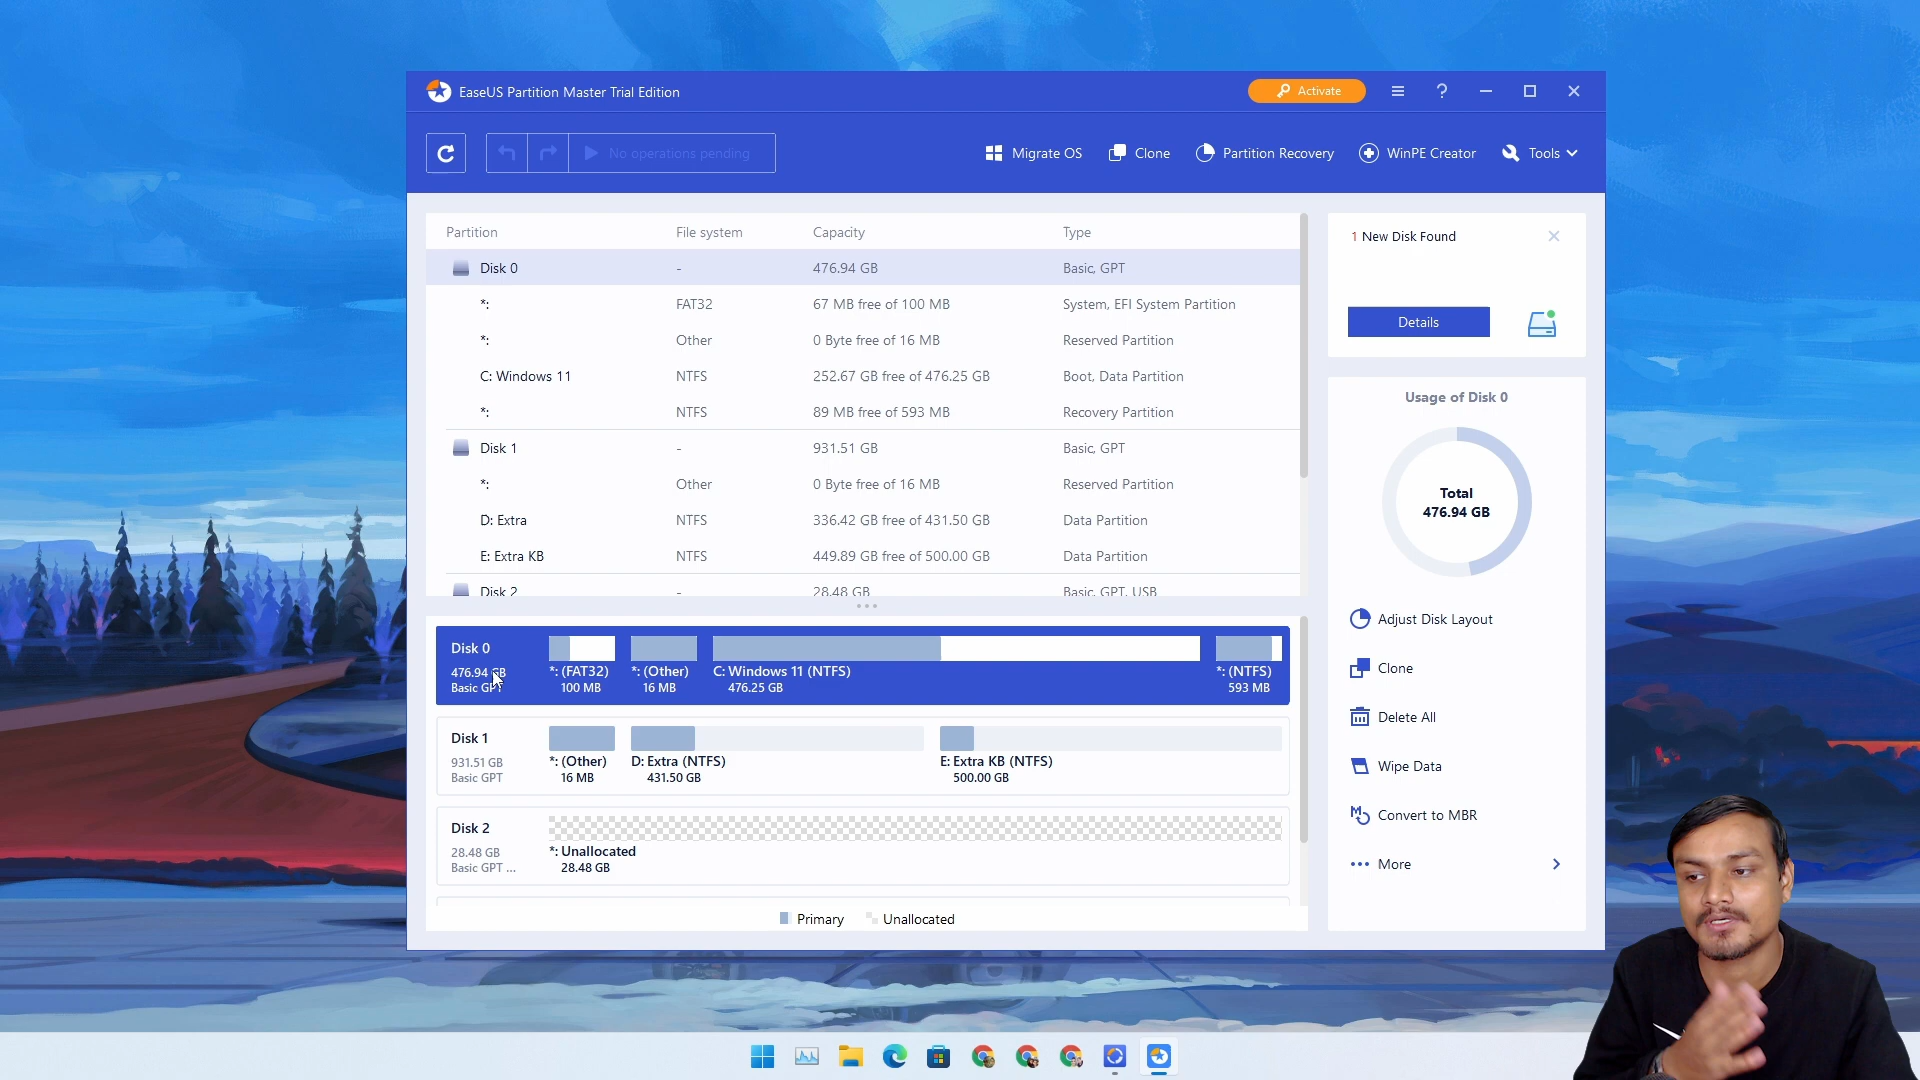 EaseUS Partition Master Trial Edition
Activate
No operations pending
Migrate OS
Clone
Partition Recovery
WinPE Creator
Tools
Partition File system Capacity Type
Disk 0 - 476.94 GB Basic, GPT
*: FAT32 67 MB free of 100 MB System, EFI System Partition
*: Other 0 Byte free of 16 MB Reserved Partition
C: Windows 11 NTFS 252.67 GB free of 476.25 GB Boot, Data Partition
*: NTFS 89 MB free of 593 MB Recovery Partition
Disk 1 - 931.51 GB Basic, GPT
*: Other 0 Byte free of 16 MB Reserved Partition
D: Extra NTFS 336.42 GB free of 431.50 GB Data Partition
E: Extra KB NTFS 449.89 GB free of 500.00 GB Data Partition
Disk 2 - 28.48 GB Basic, GPT, USB
Disk 0
476.94 GB
Basic GPT
*: (FAT32)
100 MB
*: (Other)
16 MB
C: Windows 11 (NTFS)
476.25 GB
*: (NTFS)
593 MB
Disk 1
931.51 GB
Basic GPT
*: (Other)
16 MB
D: Extra (NTFS)
431.50 GB
E: Extra KB (NTFS)
500.00 GB
Disk 2
28.48 GB
Basic GPT ...
*: Unallocated
28.48 GB
Primary
Unallocated
1 New Disk Found
Details
Usage of Disk 0
Total
476.94 GB
Adjust Disk Layout
Clone
Delete All
Wipe Data
Convert to MBR
More